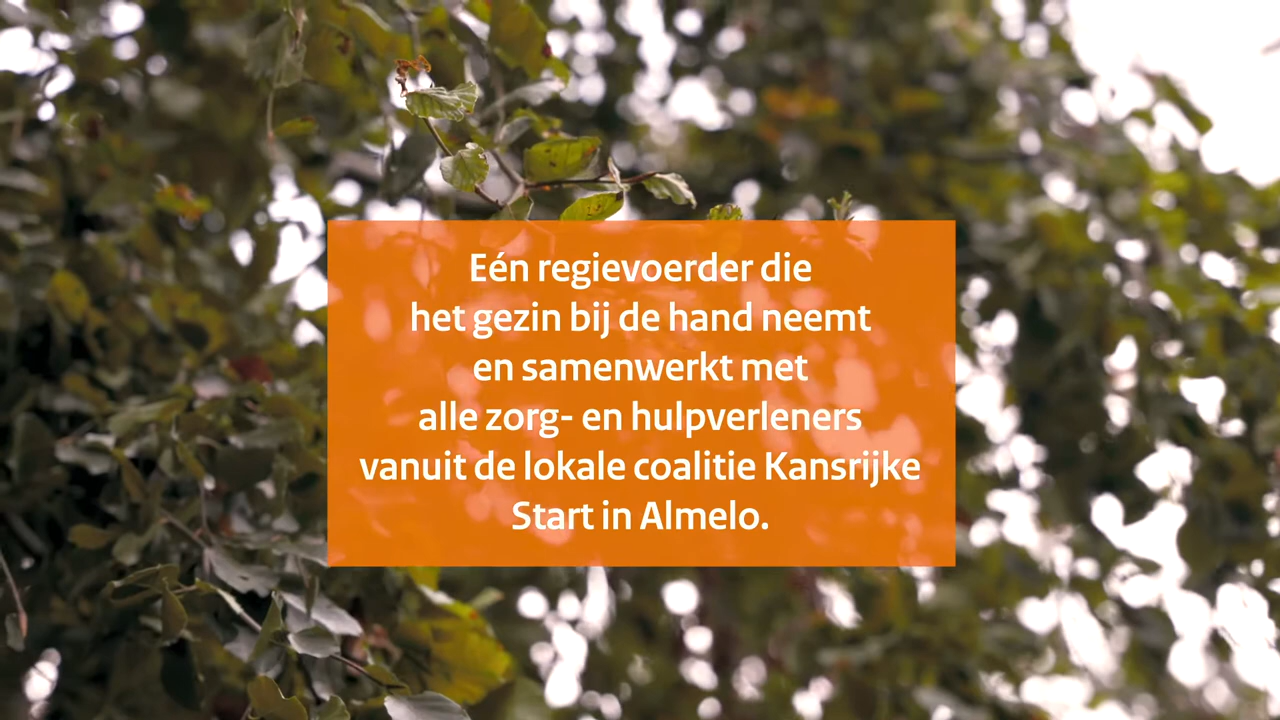 Eén regievoerder die
het gezin bij de hand neemt
en samenwerkt met
alle zorg- en hulpverleners
vanuit de lokale coalitie Kansrijke
Start in Almelo.